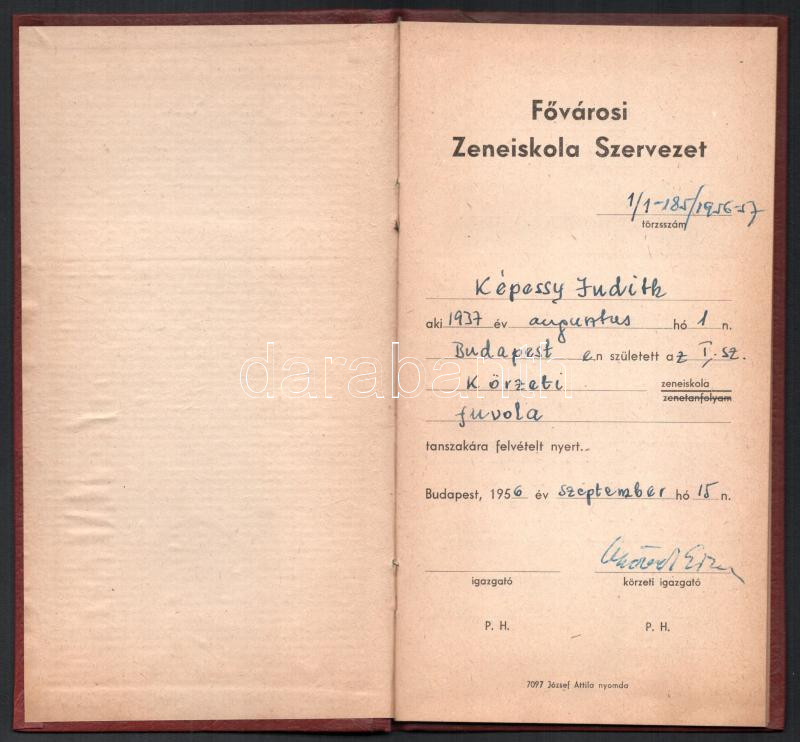 Fővárosi
Zeneiskola Szervezet
1/1-185/1956-57
törzsszám
Képessy Judith
aki 1937 év augusztus hó 1 n.
Budapest e.n született az I. sz.
Körzeti zeneiskola
zenetanfolyam
fuvola
tanszakára felvételt nyert.
Budapest, 1956 év szeptember hó 15 n.
igazgató körzeti igazgató
P. H. P. H.
7097 József Attila nyomda
darabanth.com